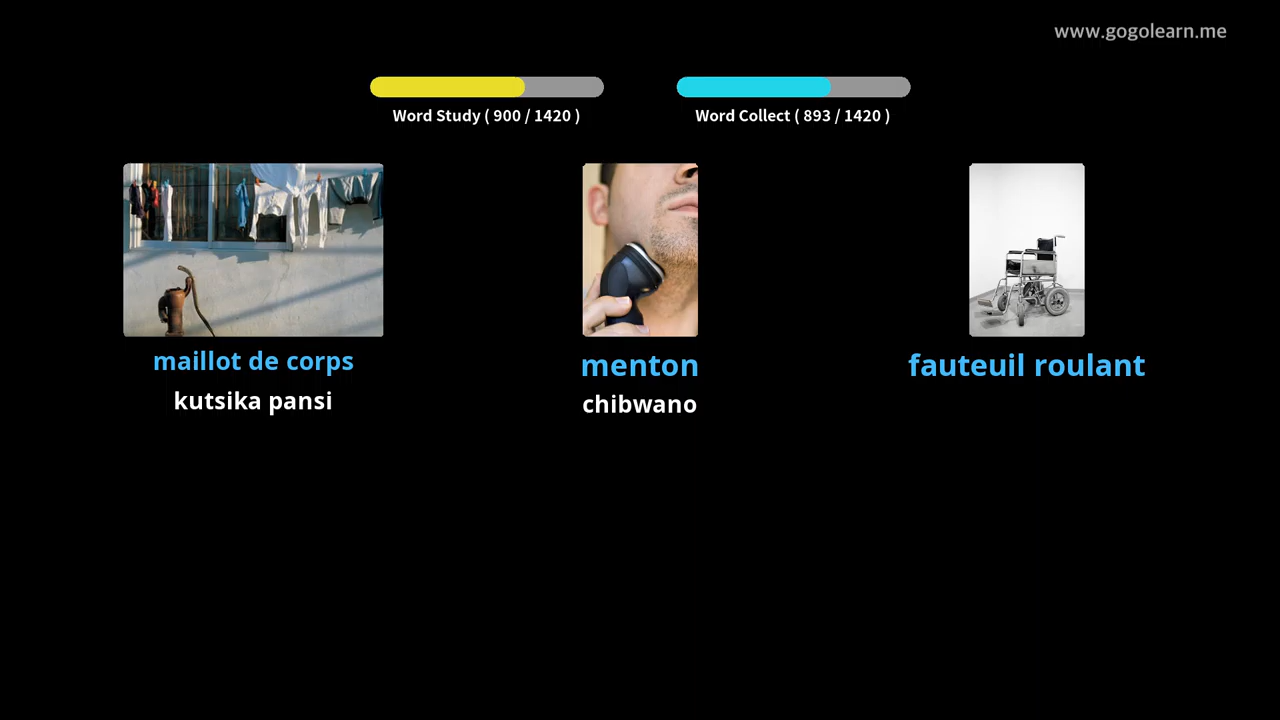 www.gogolearn.me
Word Study ( 900 / 1420 )
Word Collect ( 893 / 1420 )
maillot de corps
kutsika pansi
menton
chibwano
fauteuil roulant